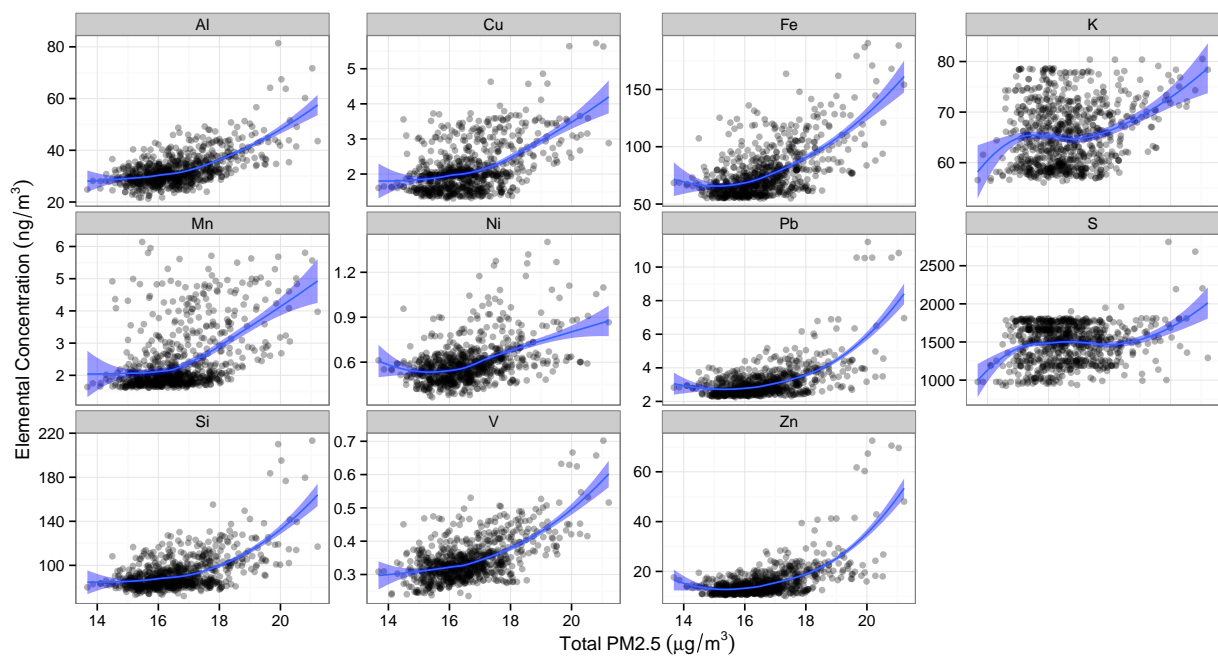 Al Cu Fe K
80 60 40 20
5 4 3 2
150 100 50
80 70 60
Mn Ni Pb S
6 5 4 3 2
1.2 0.9 0.6
11 8 6 4 2
2500 2000 1500 1000
Si V Zn
220 180 140 100
0.7 0.6 0.5 0.4 0.3
60 40 20
14 16 18 20 14 16 18 20 14 16 18 20
Elemental Concentration (ng/m³)
Total PM2.5 (μg/m³)